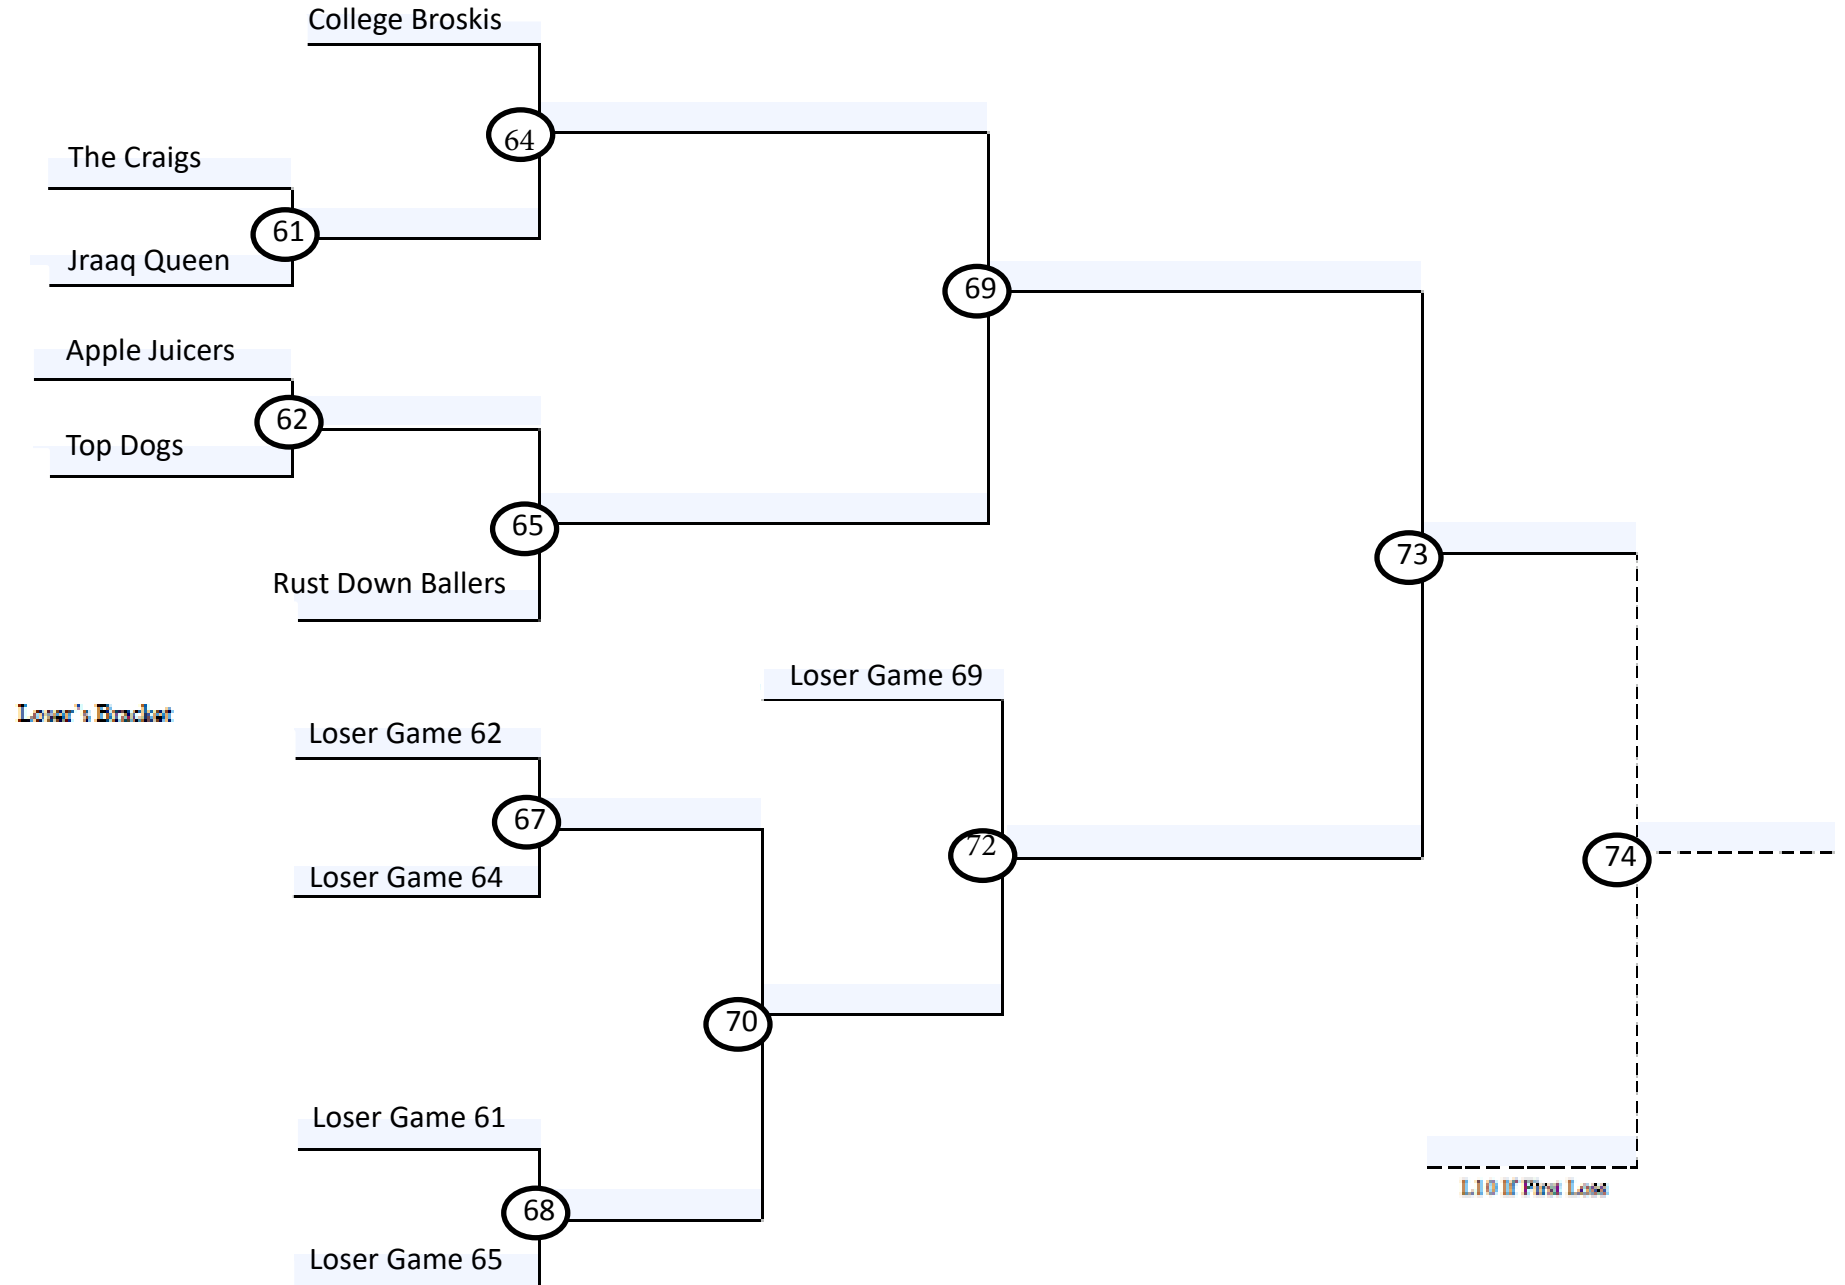 College Broskis
64
The Craigs
61
Jraaq Queen
69
Apple Juicers
62
Top Dogs
65
73
Rust Down Ballers
Loser Game 69
Loser's Bracket
Loser Game 62
67
72
74
Loser Game 64
70
Loser Game 61
L10 If First Loss
68
Loser Game 65